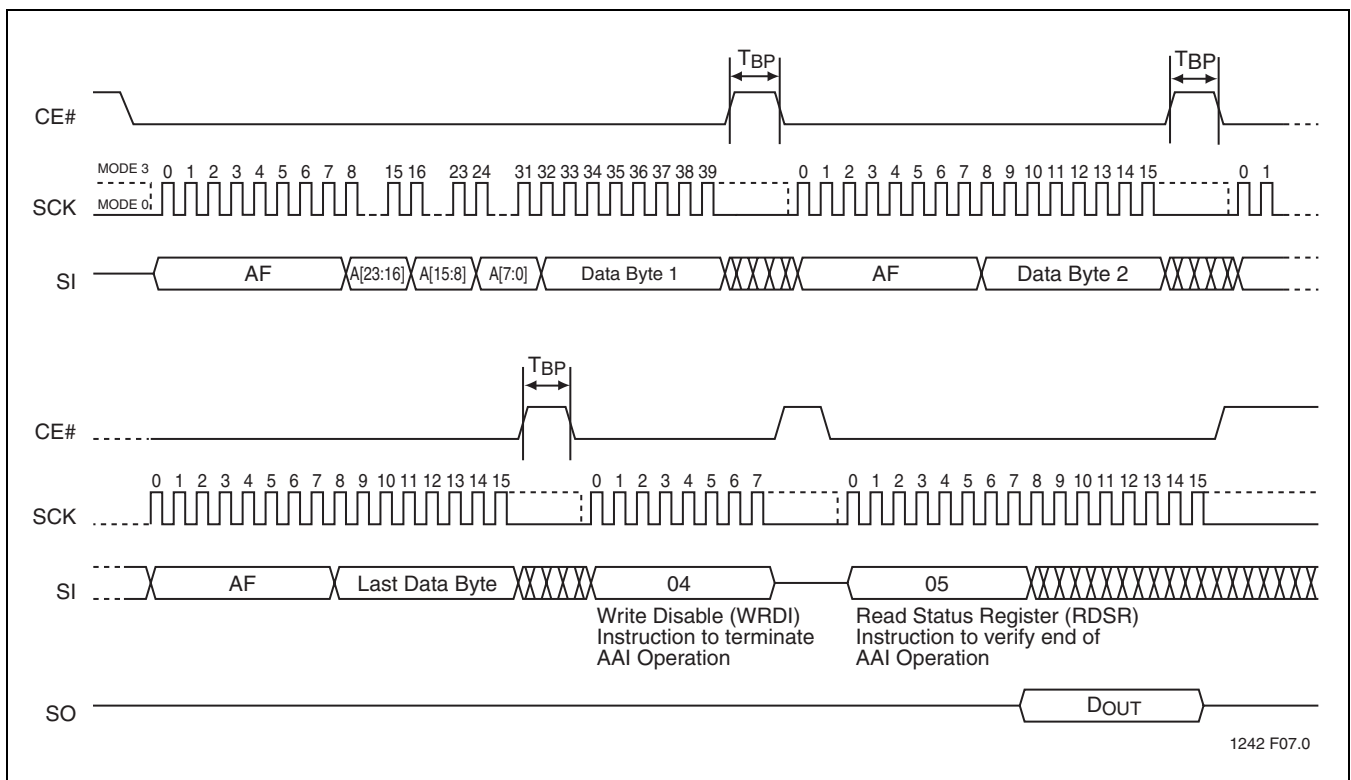 TBP TBP
CE#
MODE 3 0 1 2 3 4 5 6 7 8 15 16 23 24 31 32 33 34 35 36 37 38 39 0 1 2 3 4 5 6 7 8 9 10 11 12 13 14 15 0 1
SCK MODE 0
SI AF A[23:16] A[15:8] A[7:0] Data Byte 1 AF Data Byte 2
TBP
CE#
0 1 2 3 4 5 6 7 8 9 10 11 12 13 14 15 0 1 2 3 4 5 6 7 0 1 2 3 4 5 6 7 8 9 10 11 12 13 14 15
SCK
SI AF Last Data Byte 04 05
Write Disable (WRDI)
Instruction to terminate
AAI Operation
Read Status Register (RDSR)
Instruction to verify end of
AAI Operation
SO DOUT
1242 F07.0